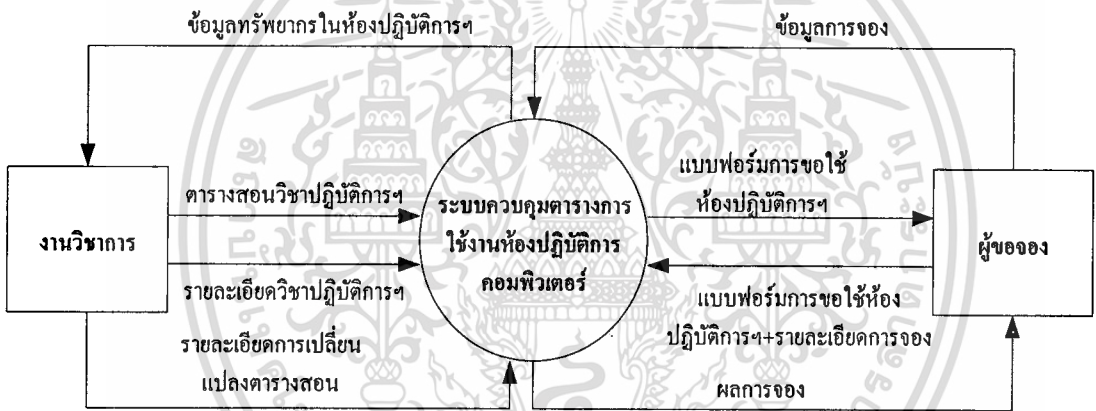 ข้อมูลทรัพยากรในห้องปฏิบัติการฯ
ข้อมูลการจอง
งานวิชาการ
ตารางสอนวิชาปฏิบัติการฯ
รายละเอียดวิชาปฏิบัติการฯ
รายละเอียดการเปลี่ยน
แปลงตารางสอน
ระบบควบคุมตารางการ
ใช้งานห้องปฏิบัติการ
คอมพิวเตอร์
แบบฟอร์มการขอใช้
ห้องปฏิบัติการฯ
แบบฟอร์มการขอใช้ห้อง
ปฏิบัติการฯ+รายละเอียดการจอง
ผลการจอง
ผู้ขอจอง